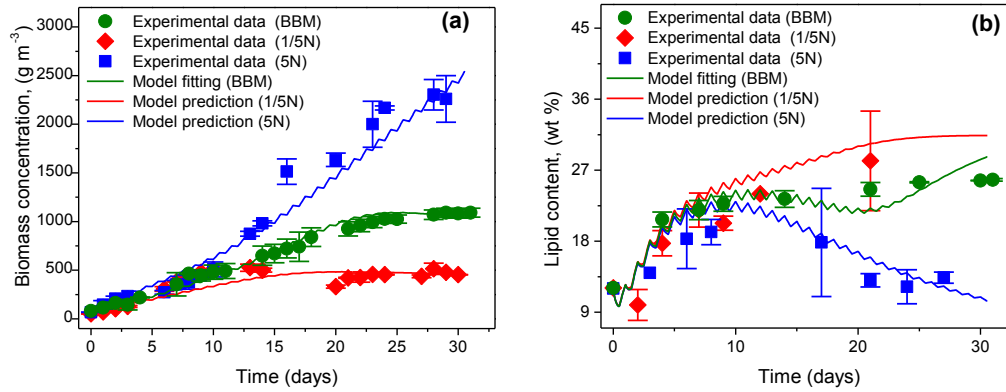 (a)
Experimental data (BBM)
Experimental data (1/5N)
Experimental data (5N)
Model fitting (BBM)
Model prediction (1/5N)
Model prediction (5N)
Biomass concentration, (g m⁻³)
3000
2500
2000
1500
1000
500
0
0 5 10 15 20 25 30
Time (days)
(b)
Experimental data (BBM)
Experimental data (1/5N)
Experimental data (5N)
Model fitting (BBM)
Model prediction (1/5N)
Model prediction (5N)
Lipid content, (wt %)
45
36
27
18
9
0 10 20 30
Time (days)